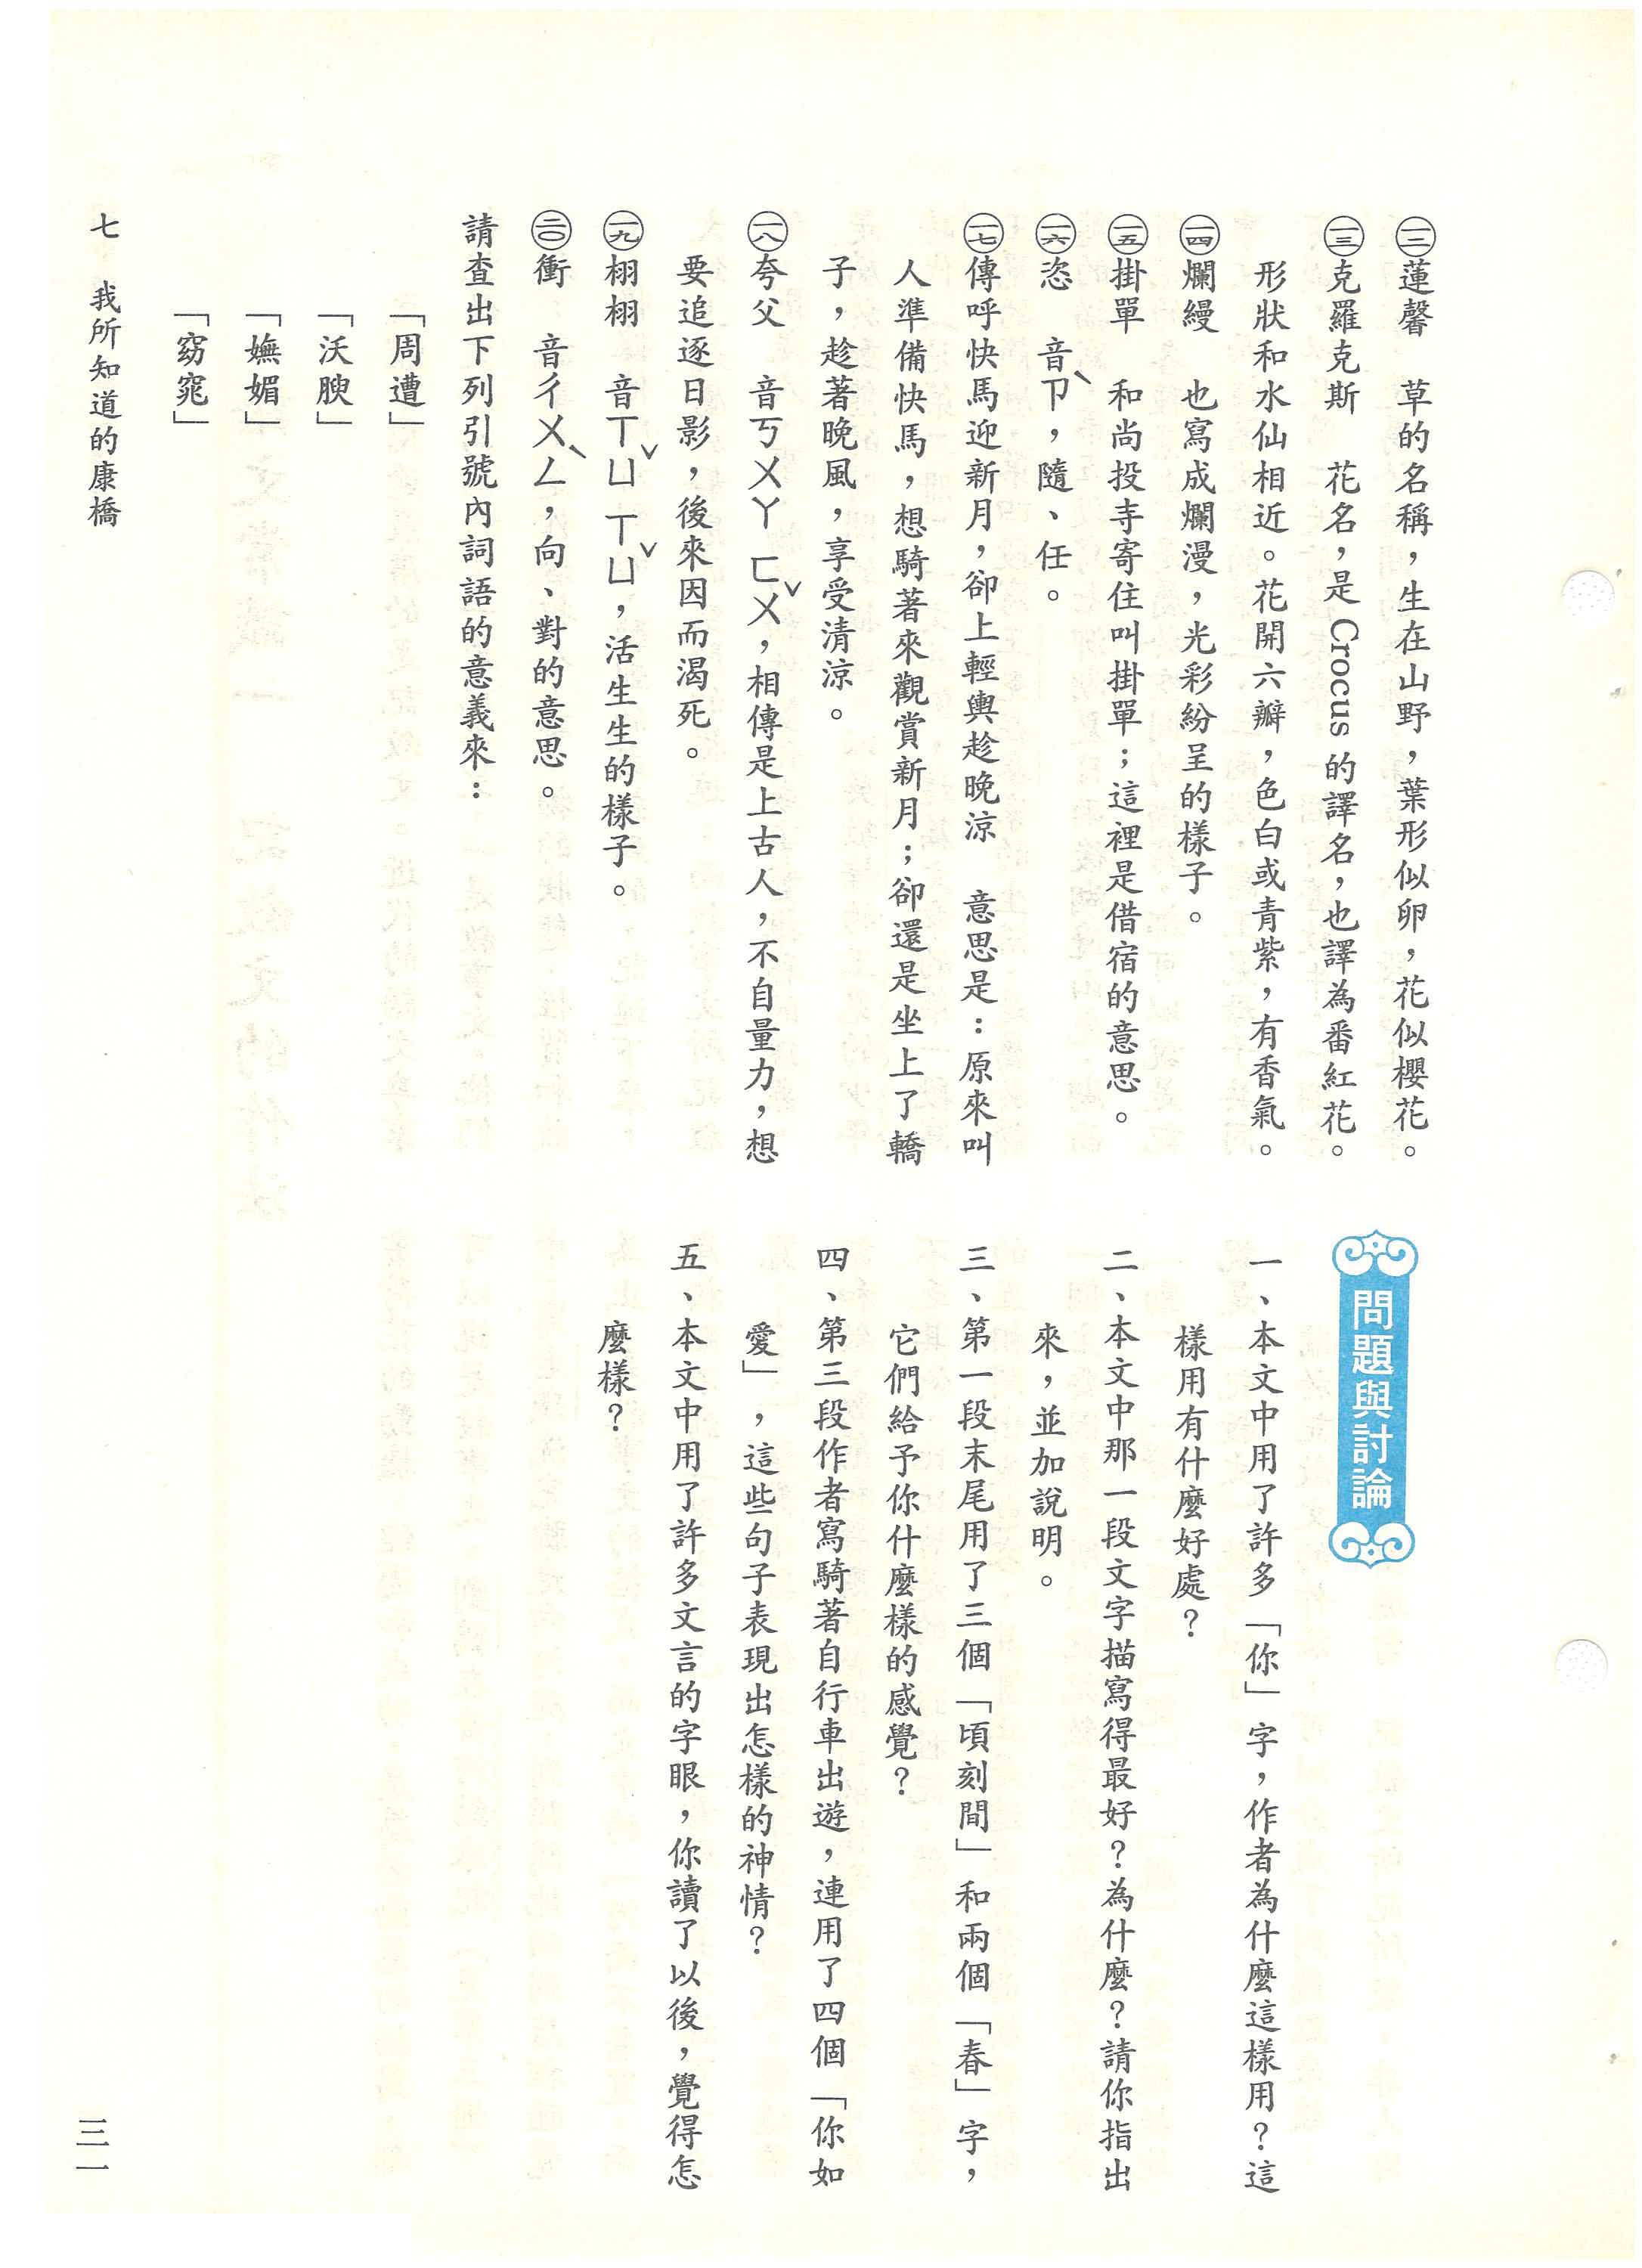 ㊁蓮馨　草的名稱，生在山野，葉形似卵，花似櫻花。
㊂克羅克斯　花名，是 Crocus 的譯名，也譯為番紅花。
形狀和水仙相近。花開六瓣，色白或青紫，有香氣。
㊃爛縵　也寫成爛漫，光彩紛呈的樣子。
㊄掛單　和尚投寺寄住叫掛單；這裡是借宿的意思。
㊅恣　音ㄗˋ，隨、任。
㊆傳呼快馬迎新月，卻上輕輿趁晚涼　意思是：原來叫
人準備快馬，想騎著來觀賞新月；卻還是坐上了轎
子，趁著晚風，享受清涼。
㊇夸父　音ㄎㄨㄚ ㄈㄨˇ，相傳是上古人，不自量力，想
要追逐日影，後來因而渴死。
㊈栩栩　音ㄒㄩˇ ㄒㄩˇ，活生生的樣子。
二〇衝　音ㄔㄨㄥˋ，向、對的意思。
請查出下列引號內詞語的意義來：
「周遭」
「沃腴」
「嫵媚」
「窈窕」
問題與討論
一、本文中用了許多「你」字，作者為什麼這樣用？這
樣用有什麼好處？
二、本文中那一段文字描寫得最好？為什麼？請你指出
來，並加說明。
三、第一段末尾用了三個「頃刻間」和兩個「春」字，
它們給予你什麼樣的感覺？
四、第三段作者寫騎著自行車出遊，連用了四個「你如
愛」，這些句子表現出怎樣的神情？
五、本文中用了許多文言的字眼，你讀了以後，覺得怎
麼樣？
七　我所知道的康橋
三一